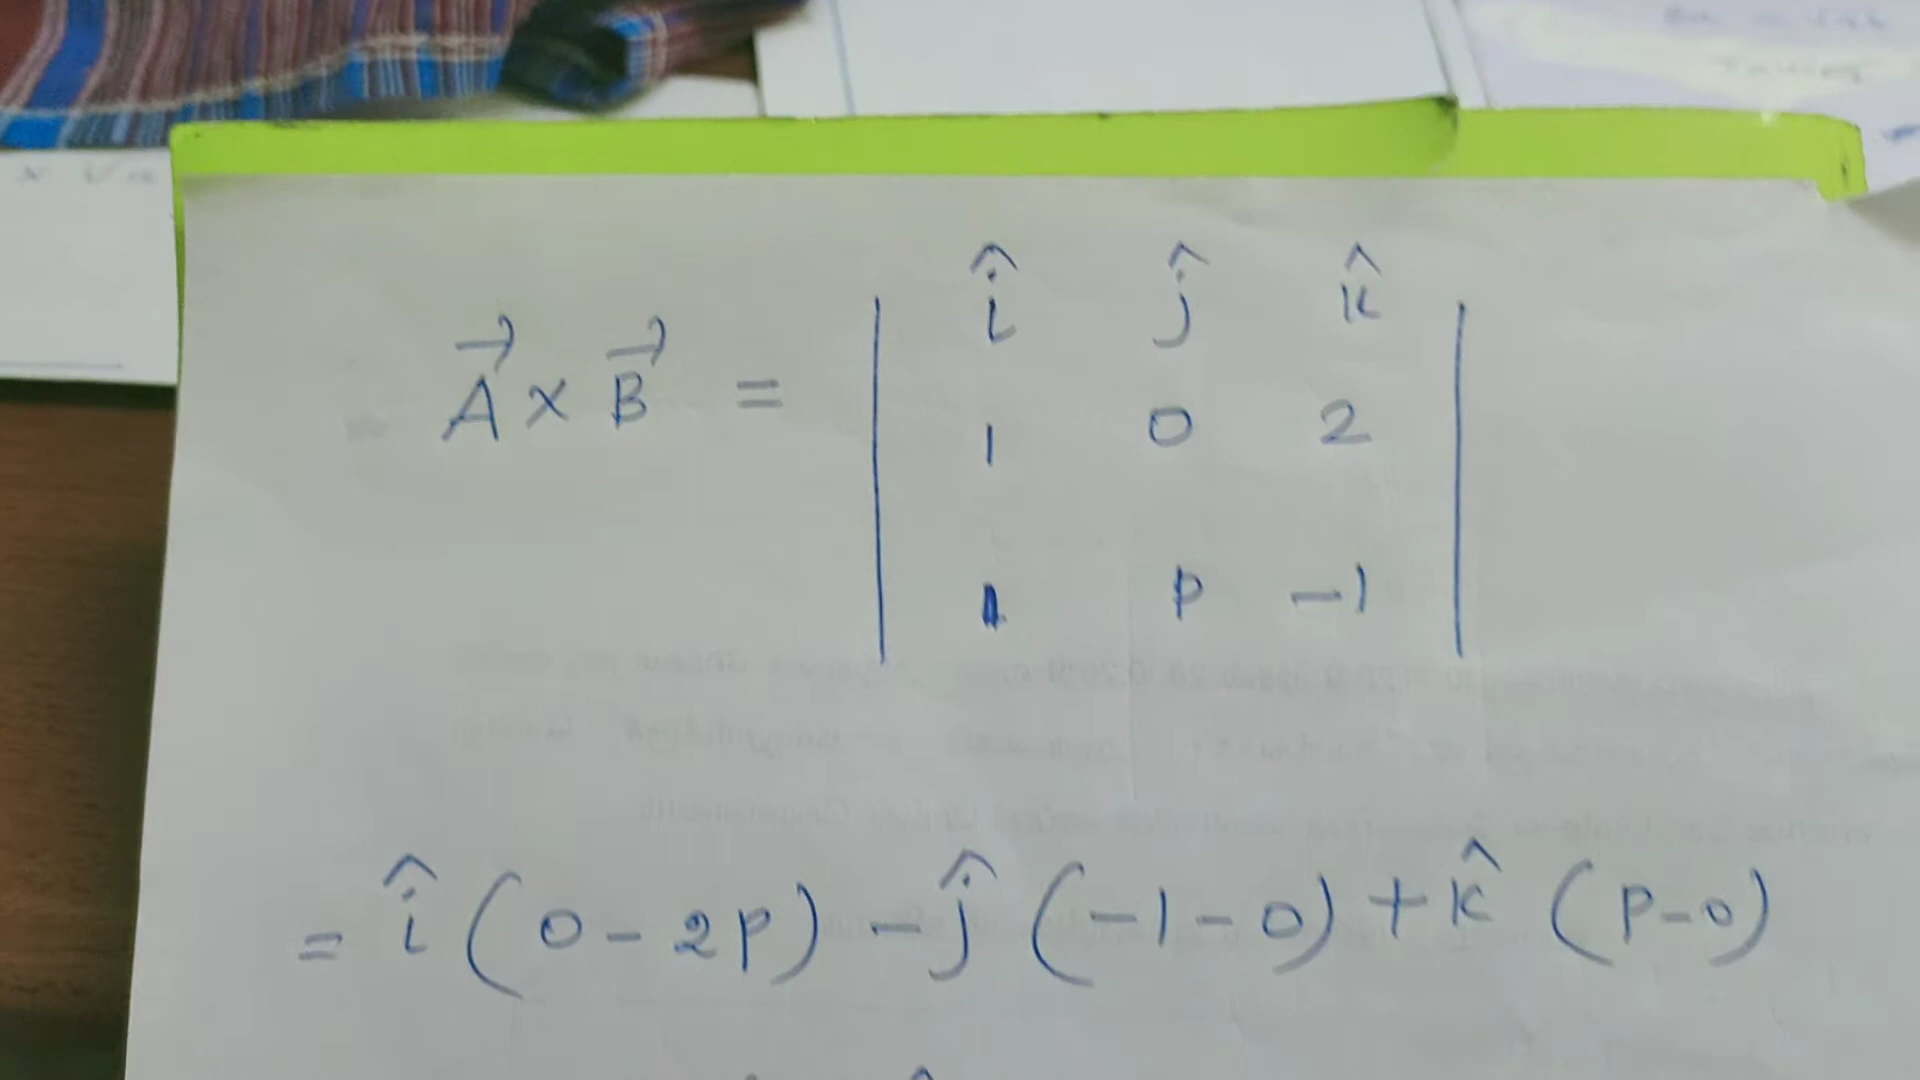 A⃗ × B⃗ = | î ĵ k̂ |
| 1 0 2 |
| 1 p -1 |
= î (0 - 2p) - ĵ (-1 - 0) + k̂ (p - 0)